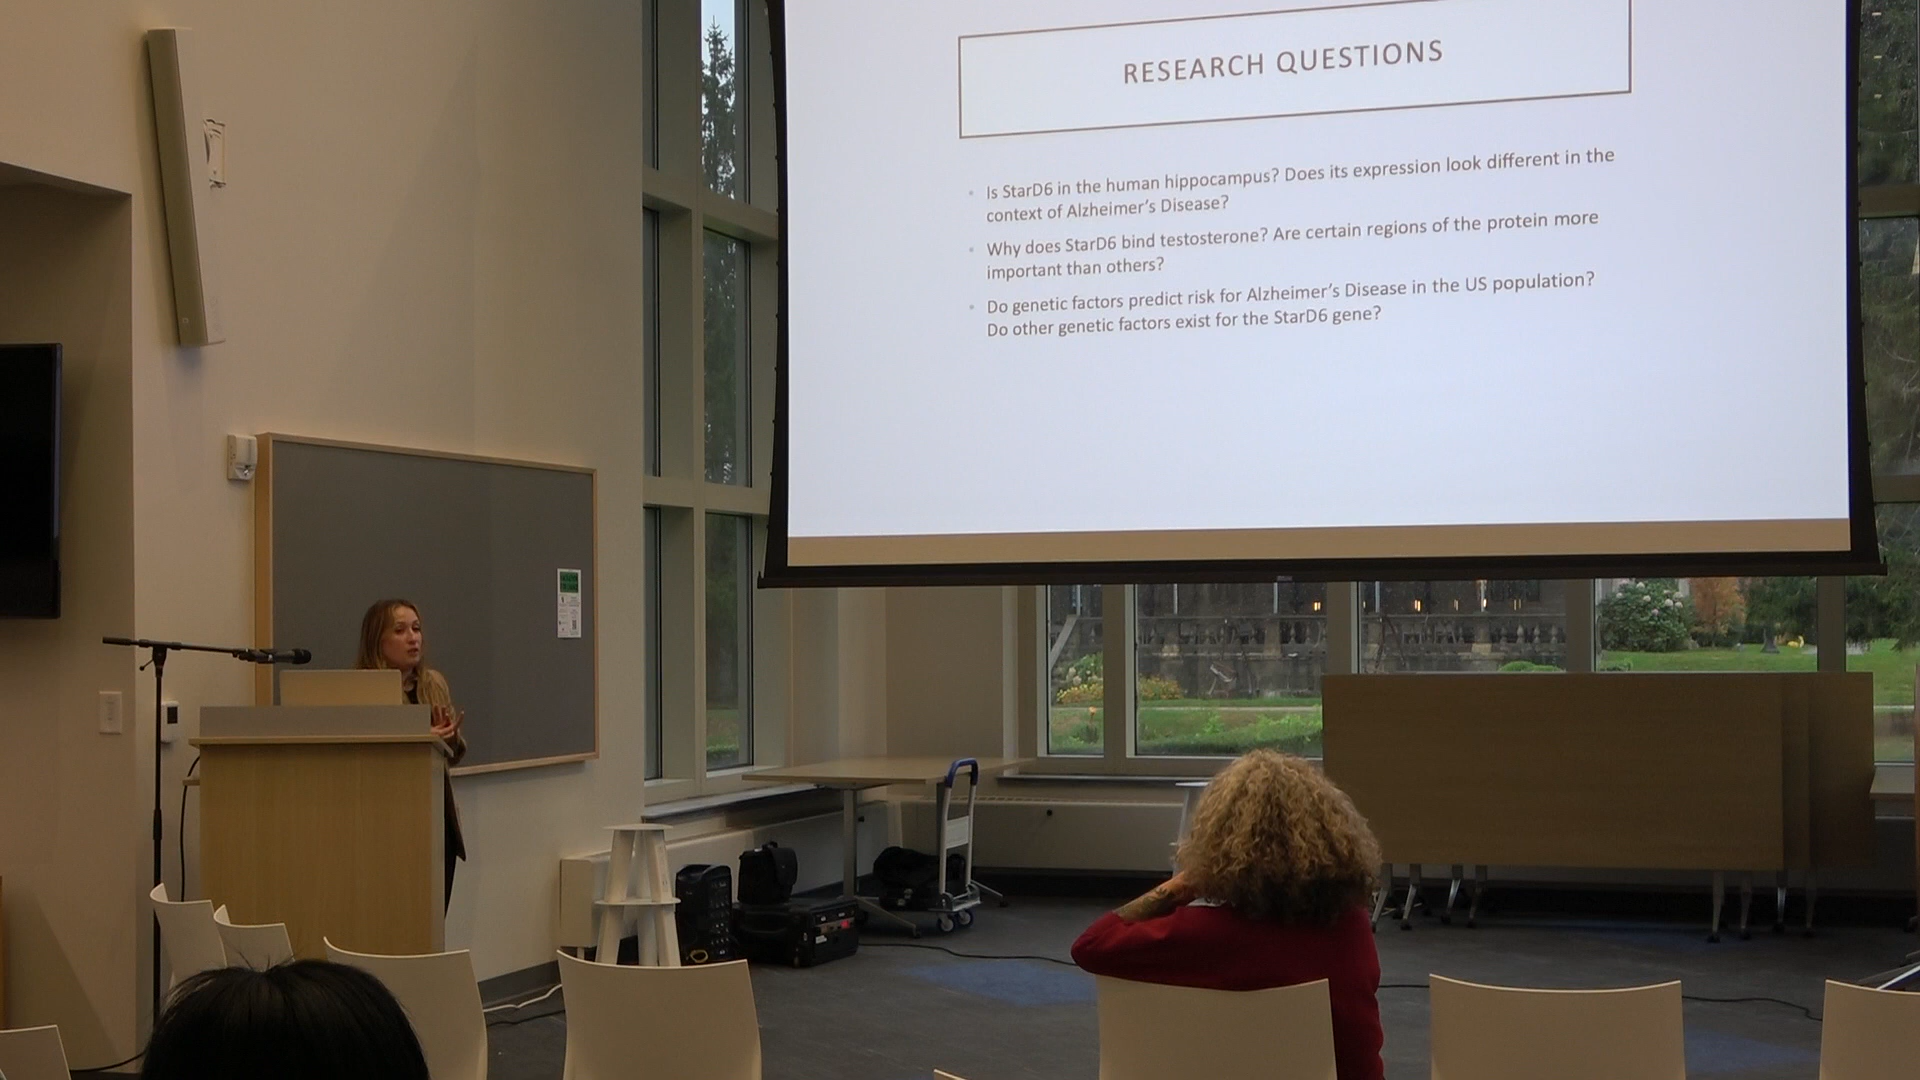 RESEARCH QUESTIONS
• Is StarD6 in the human hippocampus? Does its expression look different in the
context of Alzheimer's Disease?
• Why does StarD6 bind testosterone? Are certain regions of the protein more
important than others?
• Do genetic factors predict risk for Alzheimer's Disease in the US population?
Do other genetic factors exist for the StarD6 gene?